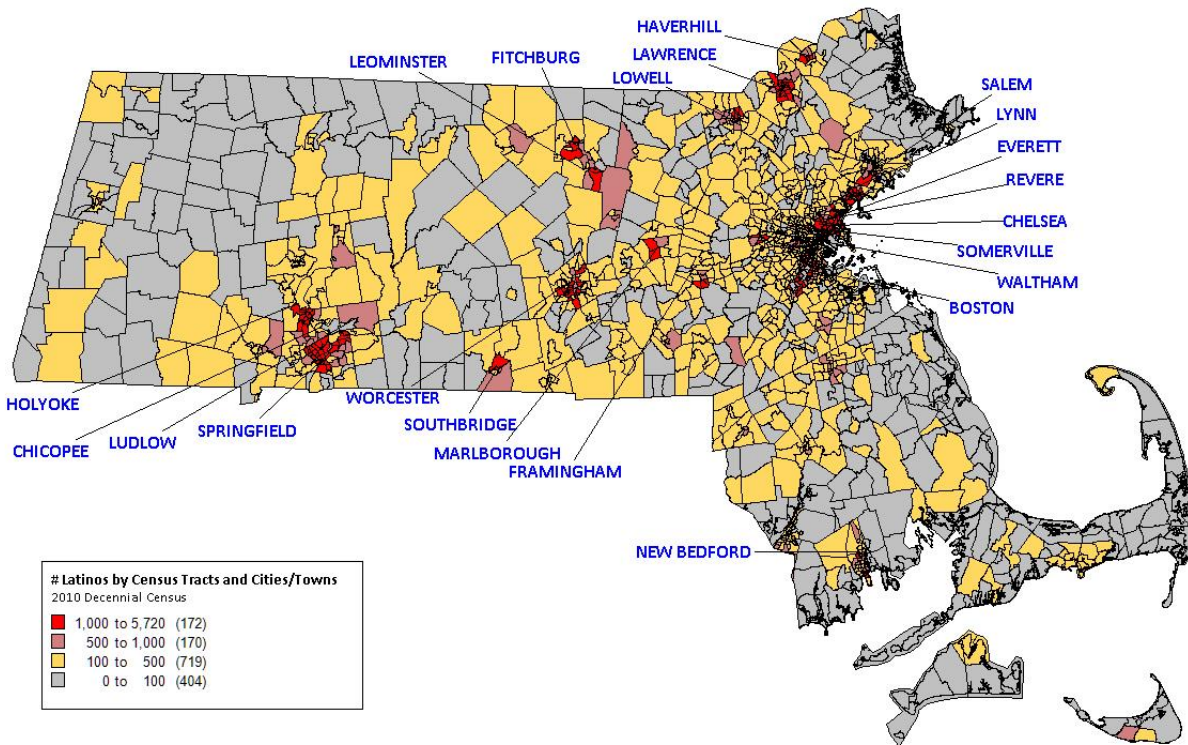 HAVERHILL
LAWRENCE
LOWELL
FITCHBURG
LEOMINSTER
SALEM
LYNN
EVERETT
REVERE
CHELSEA
SOMERVILLE
WALTHAM
BOSTON
HOLYOKE
CHICOPEE
LUDLOW
SPRINGFIELD
WORCESTER
SOUTHBRIDGE
MARLBOROUGH
FRAMINGHAM
NEW BEDFORD
# Latinos by Census Tracts and Cities/Towns
2010 Decennial Census
1,000 to 5,720 (172)
500 to 1,000 (170)
100 to 500 (719)
0 to 100 (404)